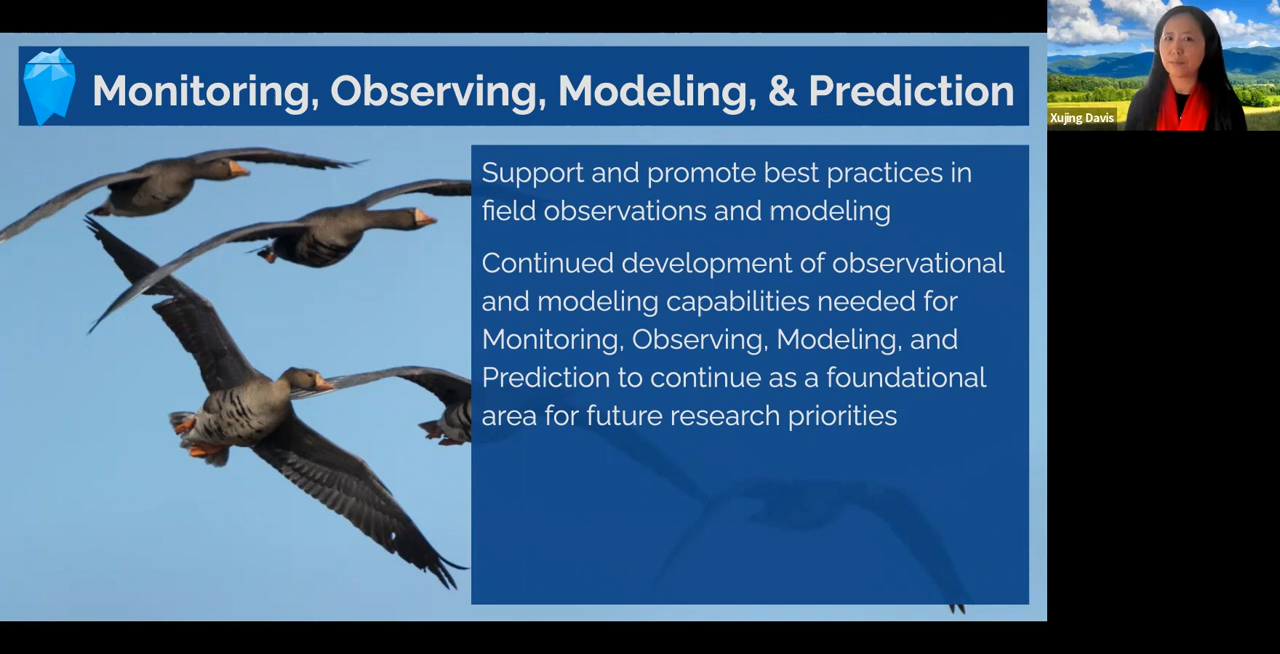 Monitoring, Observing, Modeling, & Prediction
Support and promote best practices in
field observations and modeling
Continued development of observational
and modeling capabilities needed for
Monitoring, Observing, Modeling, and
Prediction to continue as a foundational
area for future research priorities
Xujing Davis